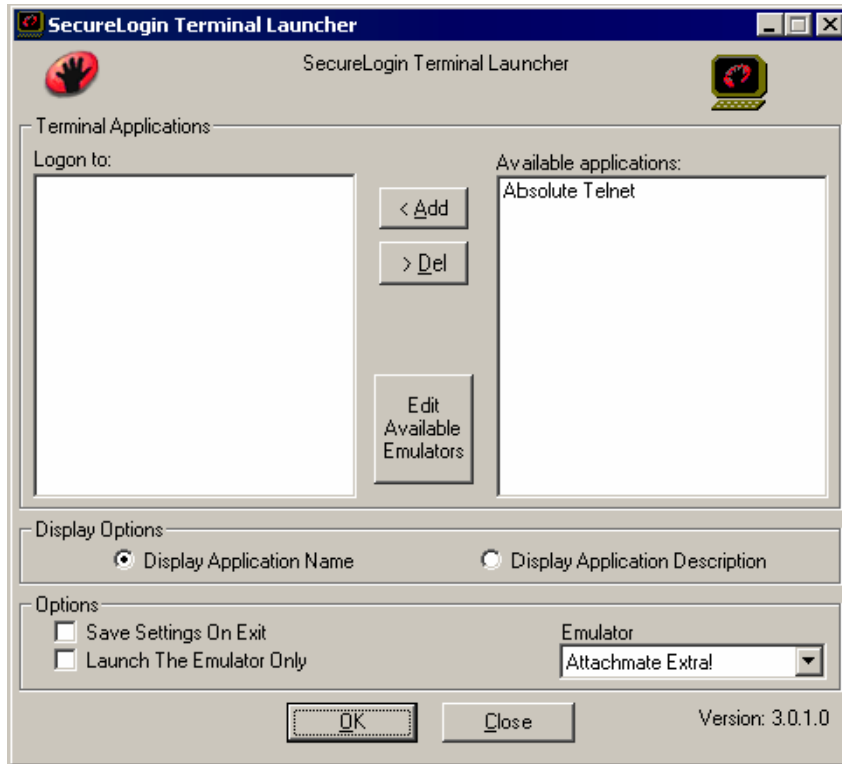 SecureLogin Terminal Launcher
SecureLogin Terminal Launcher
Terminal Applications
Logon to:
Available applications:
Absolute Telnet
< Add
> Del
Edit
Available
Emulators
Display Options
Display Application Name
Display Application Description
Options
Save Settings On Exit
Launch The Emulator Only
Emulator
Attachmate Extra!
OK
Close
Version: 3.0.1.0